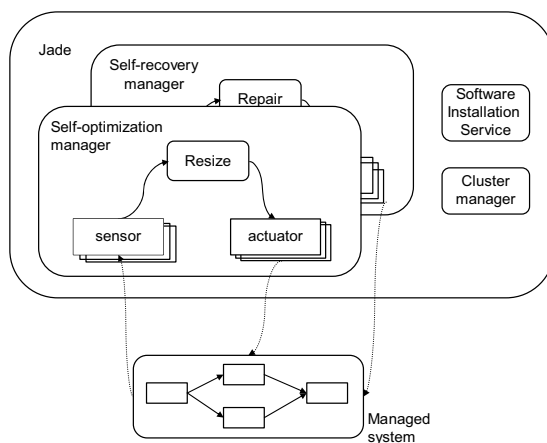 Jade
Self-recovery
manager
Repair
Software
Installation
Service
Self-optimization
manager
Resize
Cluster
manager
sensor
actuator
Managed
system